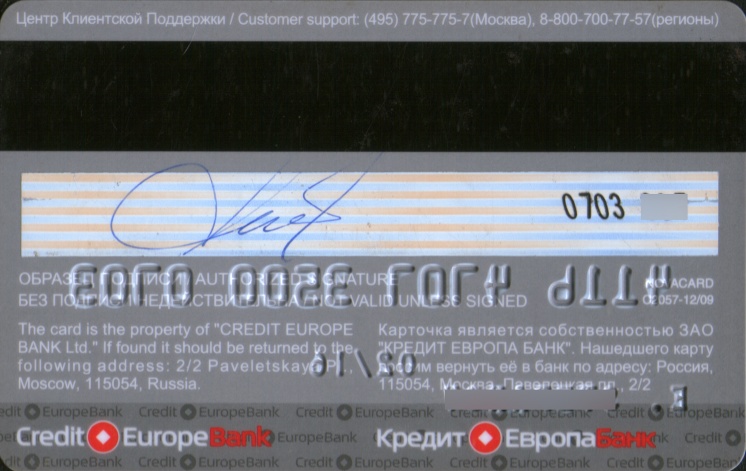 Центр Клиентской Поддержки / Customer support: (495) 775-775-7(Москва), 8-800-700-77-57(регионы)
0703
ОБРАЗЕЦ ПОДПИСИ / AUTHORIZED SIGNATURE
NOVACARD
БЕЗ ПОДПИСИ НЕДЕЙСТВИТЕЛЬНА / NOT VALID UNLESS SIGNED
02057-12/09
The card is the property of "CREDIT EUROPE
BANK Ltd." If found it should be returned to the
following address: 2/2 Paveletskaya Pl.,
Moscow, 115054, Russia.
Карточка является собственностью ЗАО
"КРЕДИТ ЕВРОПА БАНК". Нашедшего карту
просим вернуть её в банк по адресу: Россия,
115054, Москва, Павелецкая пл., 2/2
Credit EuropeBank
Кредит ЕвропаБанк